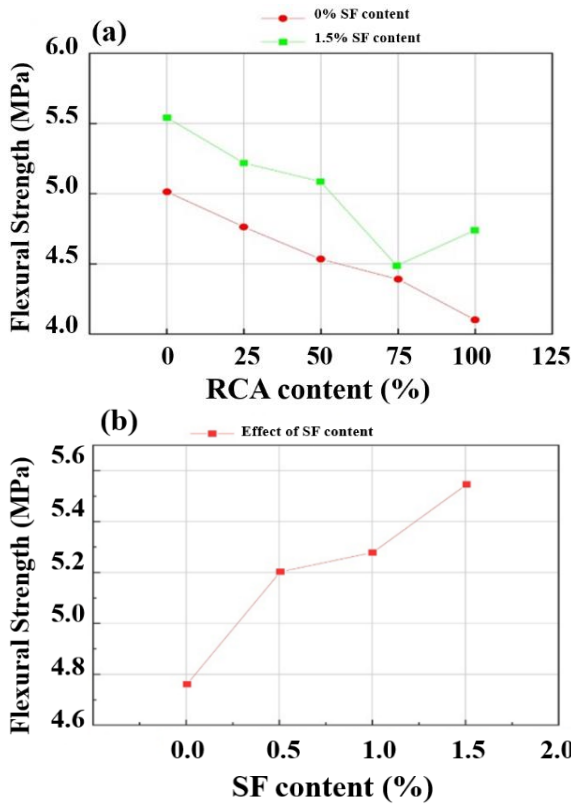 (a)
0% SF content
1.5% SF content
Flexural Strength (MPa)
6.0
5.5
5.0
4.5
4.0
0 25 50 75 100 125
RCA content (%)
(b)
Effect of SF content
Flexural Strength (MPa)
5.6
5.4
5.2
5.0
4.8
4.6
0.0 0.5 1.0 1.5 2.0
SF content (%)